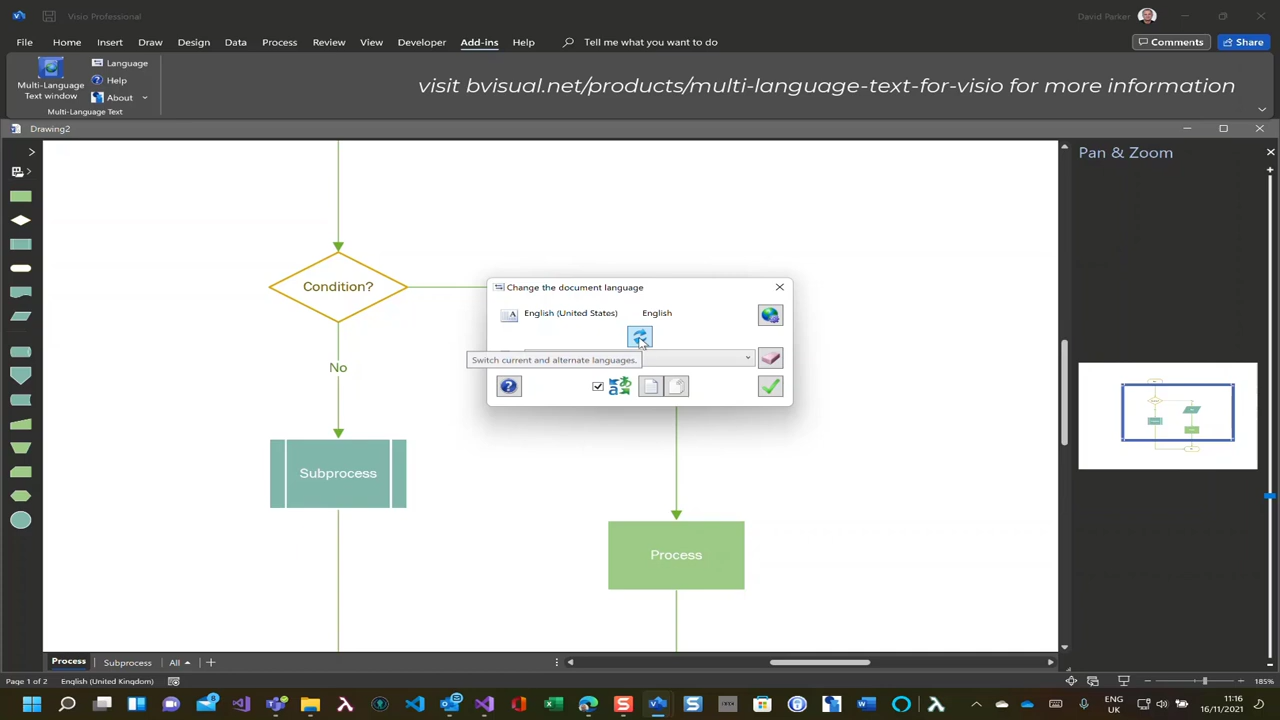 Visio Professional
David Parker
File Home Insert Draw Design Data Process Review View Developer Add-ins Help Tell me what you want to do
Comments Share
Multi-Language
Text window
Language
Help
About
Multi-Language Text
visit bvisual.net/products/multi-language-text-for-visio for more information
Drawing2
Pan & Zoom
Condition?
No
Subprocess
Process
Change the document language
English (United States) English
Switch current and alternate languages.
Process Subprocess All
Page 1 of 2 English (United Kingdom) 185%
ENG
UK
11:16
16/11/2021